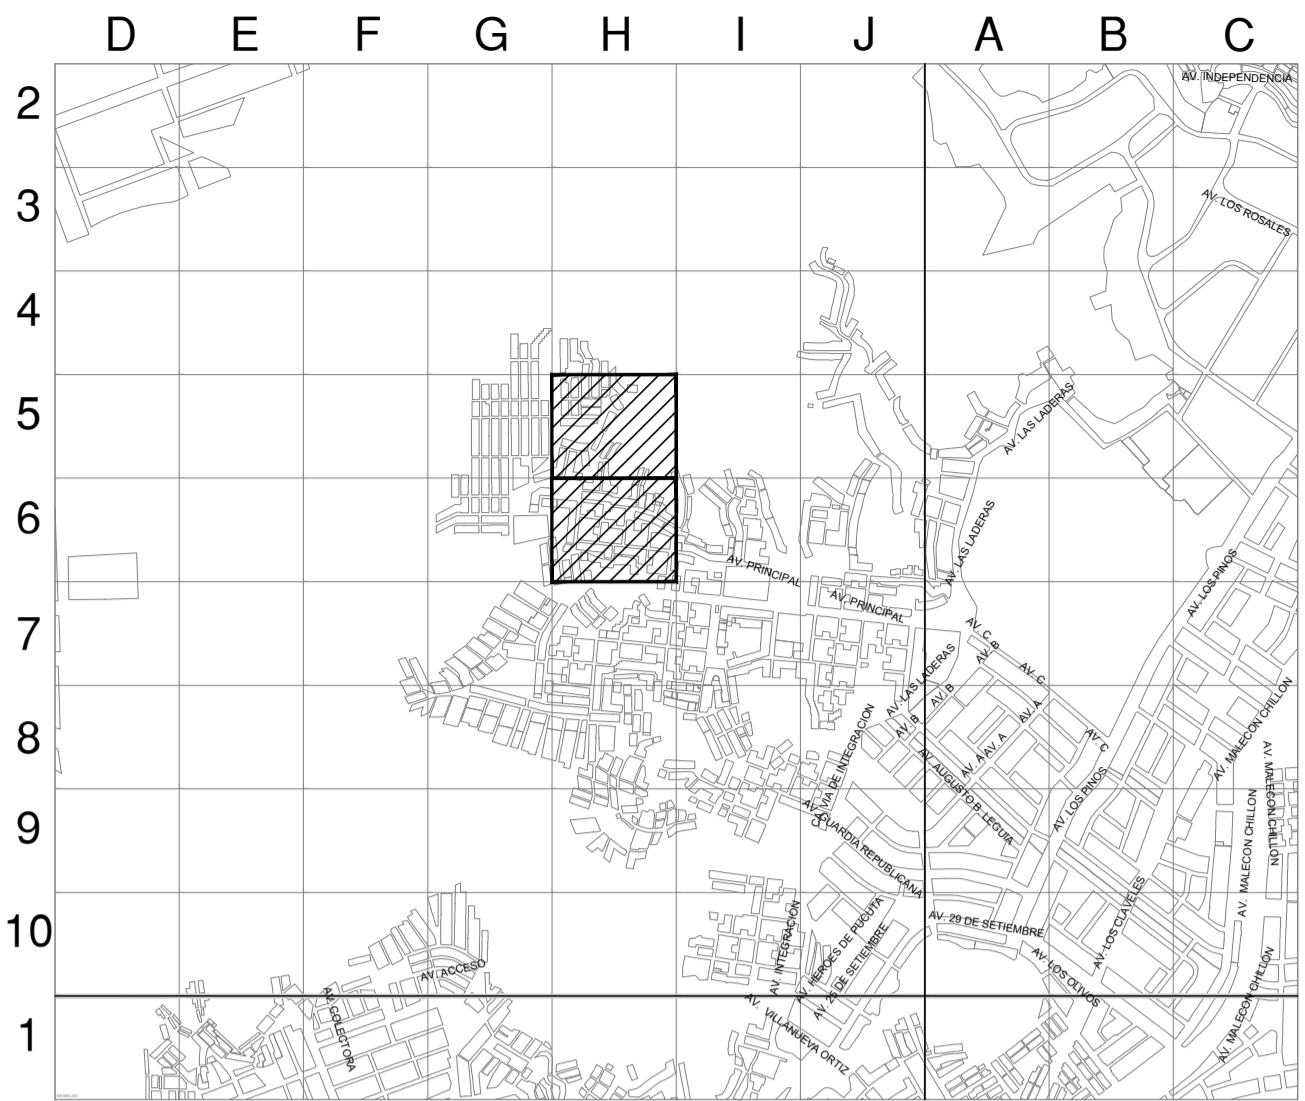 D E F G H I J A B C
2
AV. INDEPENDENCIA
3
AV. LOS ROSALES
4
5
AV. LAS LADERAS
6
AV. LAS LADERAS
AV. PRINCIPAL
AV. LOS PINOS
AV. PRINCIPAL
7
AV. C
AV. B
AV. C
AV. LAS LADERAS
AV. B
AV. MALECON CHILLON
8
AV. A
AV. B
AV. C
AV. A
AV. A
AV. VIA DE INTEGRACION
AV. AUGUSTO B. LEGUIA
AV. LOS PINOS
AV. MALECON CHILLON
9
AV. GUARDIA REPUBLICANA
AV. MALECON CHILLON
10
AV. INTEGRACION
AV. HEROES DE PUCUTA
AV. 25 DE SETIEMBRE
AV. 29 DE SETIEMBRE
AV. LOS CLAVELES
AV. LOS OLIVOS
AV. ACCESO
AV. MALECON CHILLON
1
AV. COLECTORA
AV. VILLANUEVA ORTIZ